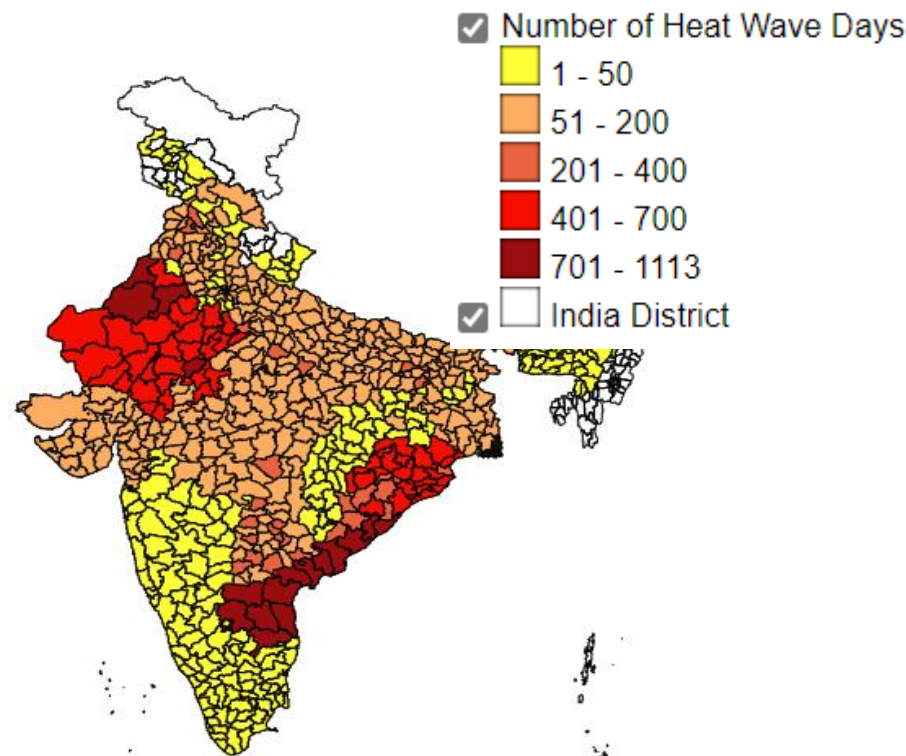 Number of Heat Wave Days
1 - 50
51 - 200
201 - 400
401 - 700
701 - 1113
India District